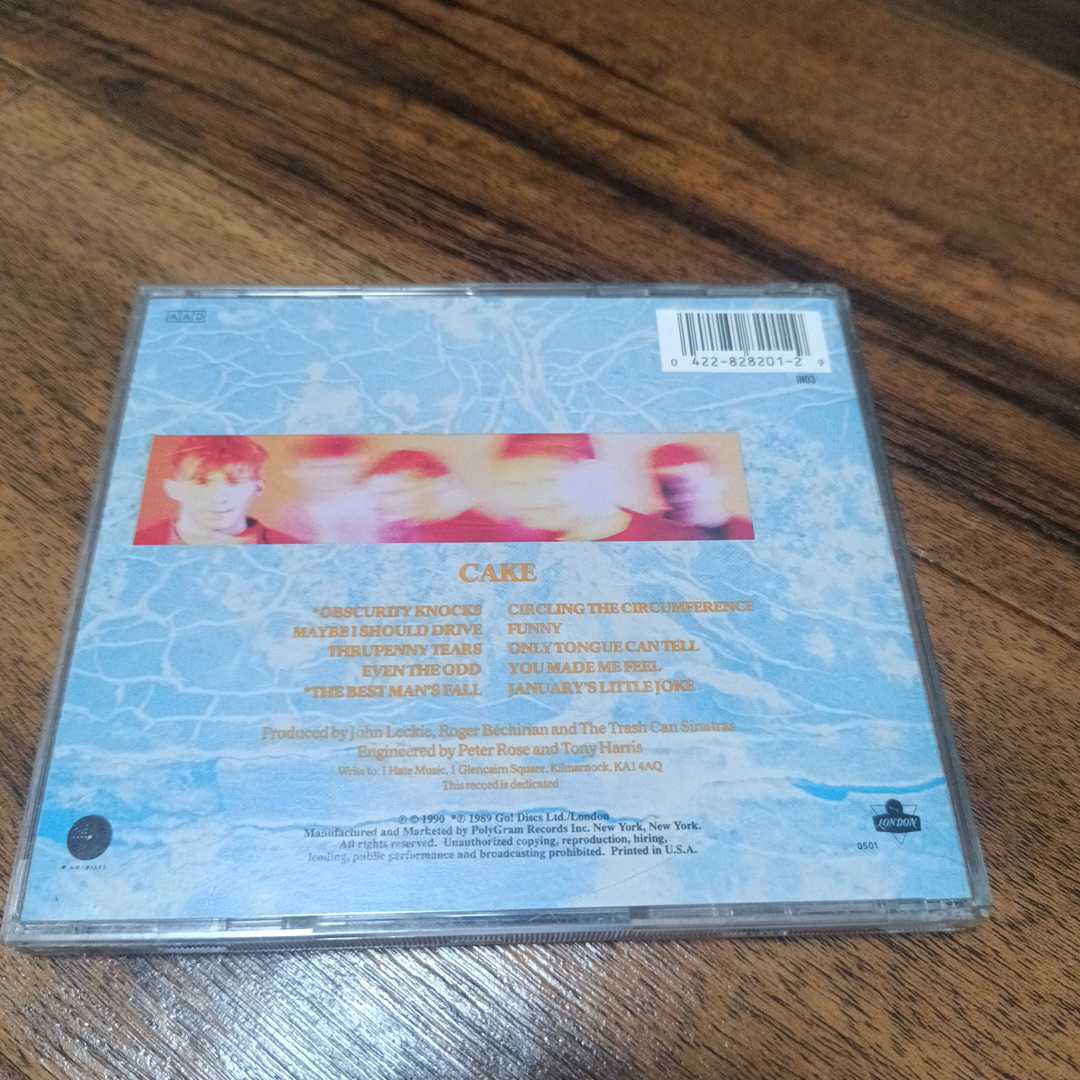 AAD
0 422-828201-2 9
IN03
CAKE
*OBSCURITY KNOCKS
MAYBE I SHOULD DRIVE
THRUPENNY TEARS
EVEN THE ODD
*THE BEST MAN'S FALL
CIRCLING THE CIRCUMFERENCE
FUNNY
ONLY TONGUE CAN TELL
YOU MADE ME FEEL
JANUARY'S LITTLE JOKE
Produced by John Leckie, Roger Bechirian and The Trash Can Sinatras
Engineered by Peter Rose and Tony Harris
Write to: I Hate Music, 1 Glencairn Square, Kilmarnock, KA1 4AQ
This record is dedicated
℗ © 1990 *℗ 1989 Go! Discs Ltd./London
Manufactured and Marketed by PolyGram Records Inc. New York, New York.
All rights reserved. Unauthorized copying, reproduction, hiring,
lending, public performance and broadcasting prohibited. Printed in U.S.A.
LONDON
0501